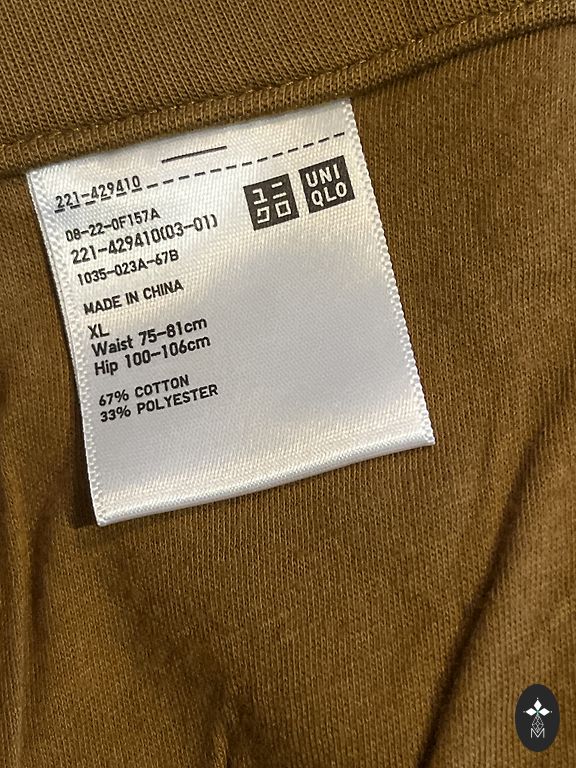 221-429410
ユニ
クロ
UNI
QLO
08-22-0F157A
221-429410(03-01)
1035-023A-67B
MADE IN CHINA
XL
Waist 75-81cm
Hip 100-106cm
67% COTTON
33% POLYESTER
M